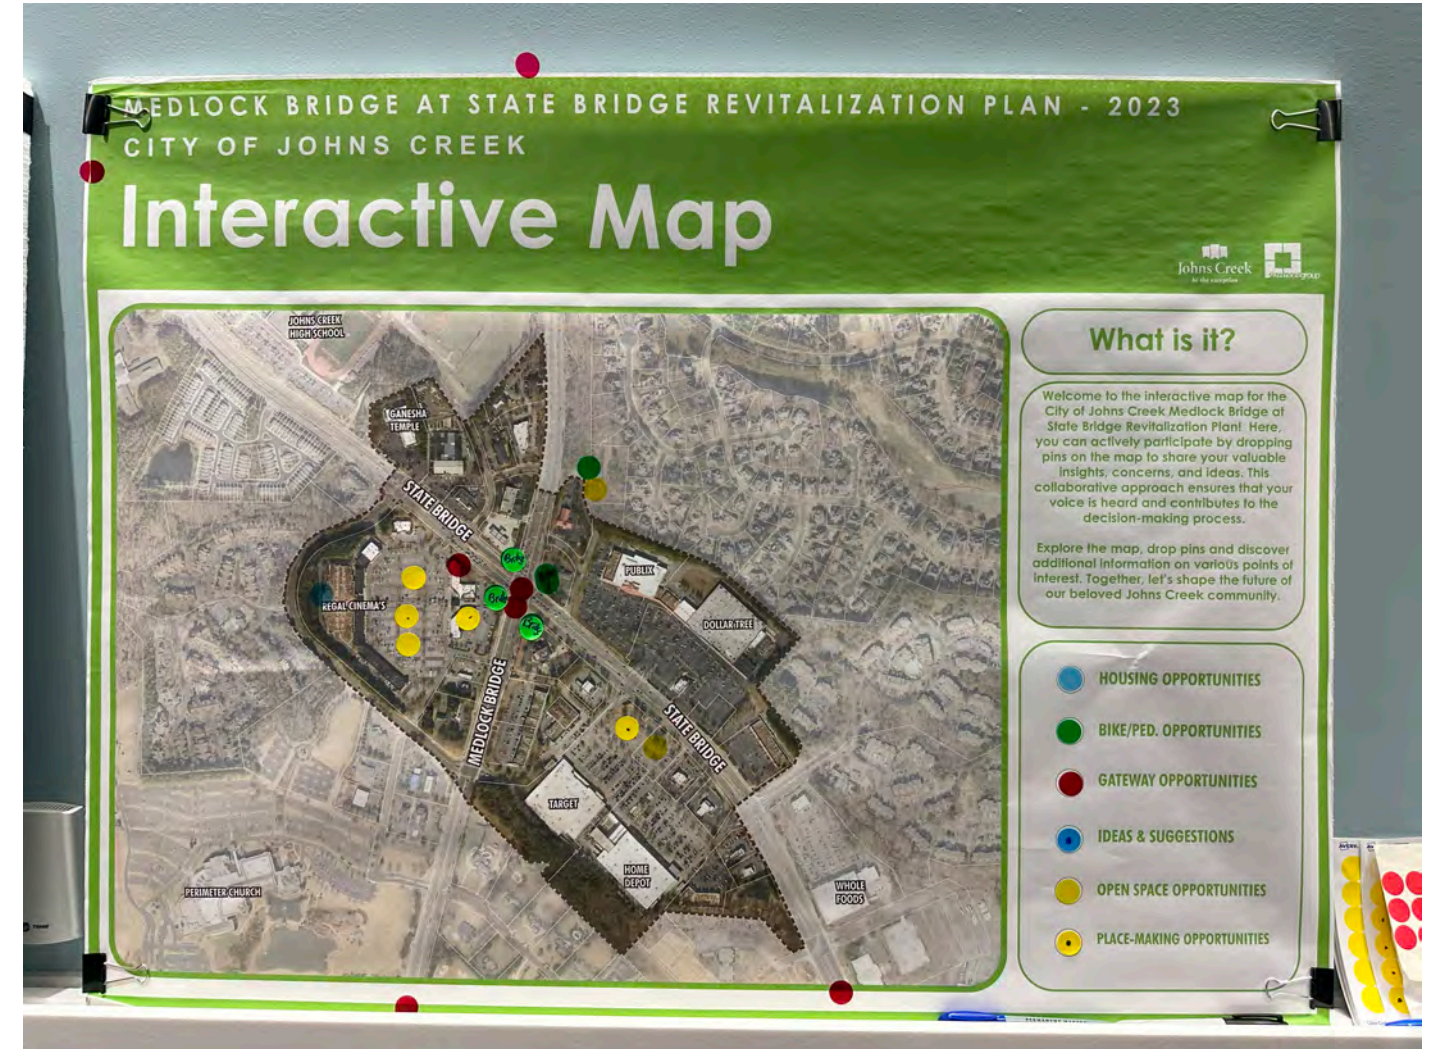 MEDLOCK BRIDGE AT STATE BRIDGE REVITALIZATION PLAN - 2023
CITY OF JOHNS CREEK
Interactive Map
Johns Creek
JOHNS CREEK
HIGH SCHOOL
GANESHA
TEMPLE
STATE BRIDGE
REGAL CINEMA'S
PUBLIX
DOLLAR TREE
MEDLOCK BRIDGE
STATE BRIDGE
TARGET
HOME
DEPOT
PERIMETER CHURCH
WHOLE
FOODS
What is it?
Welcome to the interactive map for the
City of Johns Creek Medlock Bridge at
State Bridge Revitalization Plan! Here,
you can actively participate by dropping
pins on the map to share your valuable
insights, concerns, and ideas. This
collaborative approach ensures that your
voice is heard and contributes to the
decision-making process.
Explore the map, drop pins and discover
additional information on various points of
interest. Together, let's shape the future of
our beloved Johns Creek community.
HOUSING OPPORTUNITIES
BIKE/PED. OPPORTUNITIES
GATEWAY OPPORTUNITIES
IDEAS & SUGGESTIONS
OPEN SPACE OPPORTUNITIES
PLACE-MAKING OPPORTUNITIES